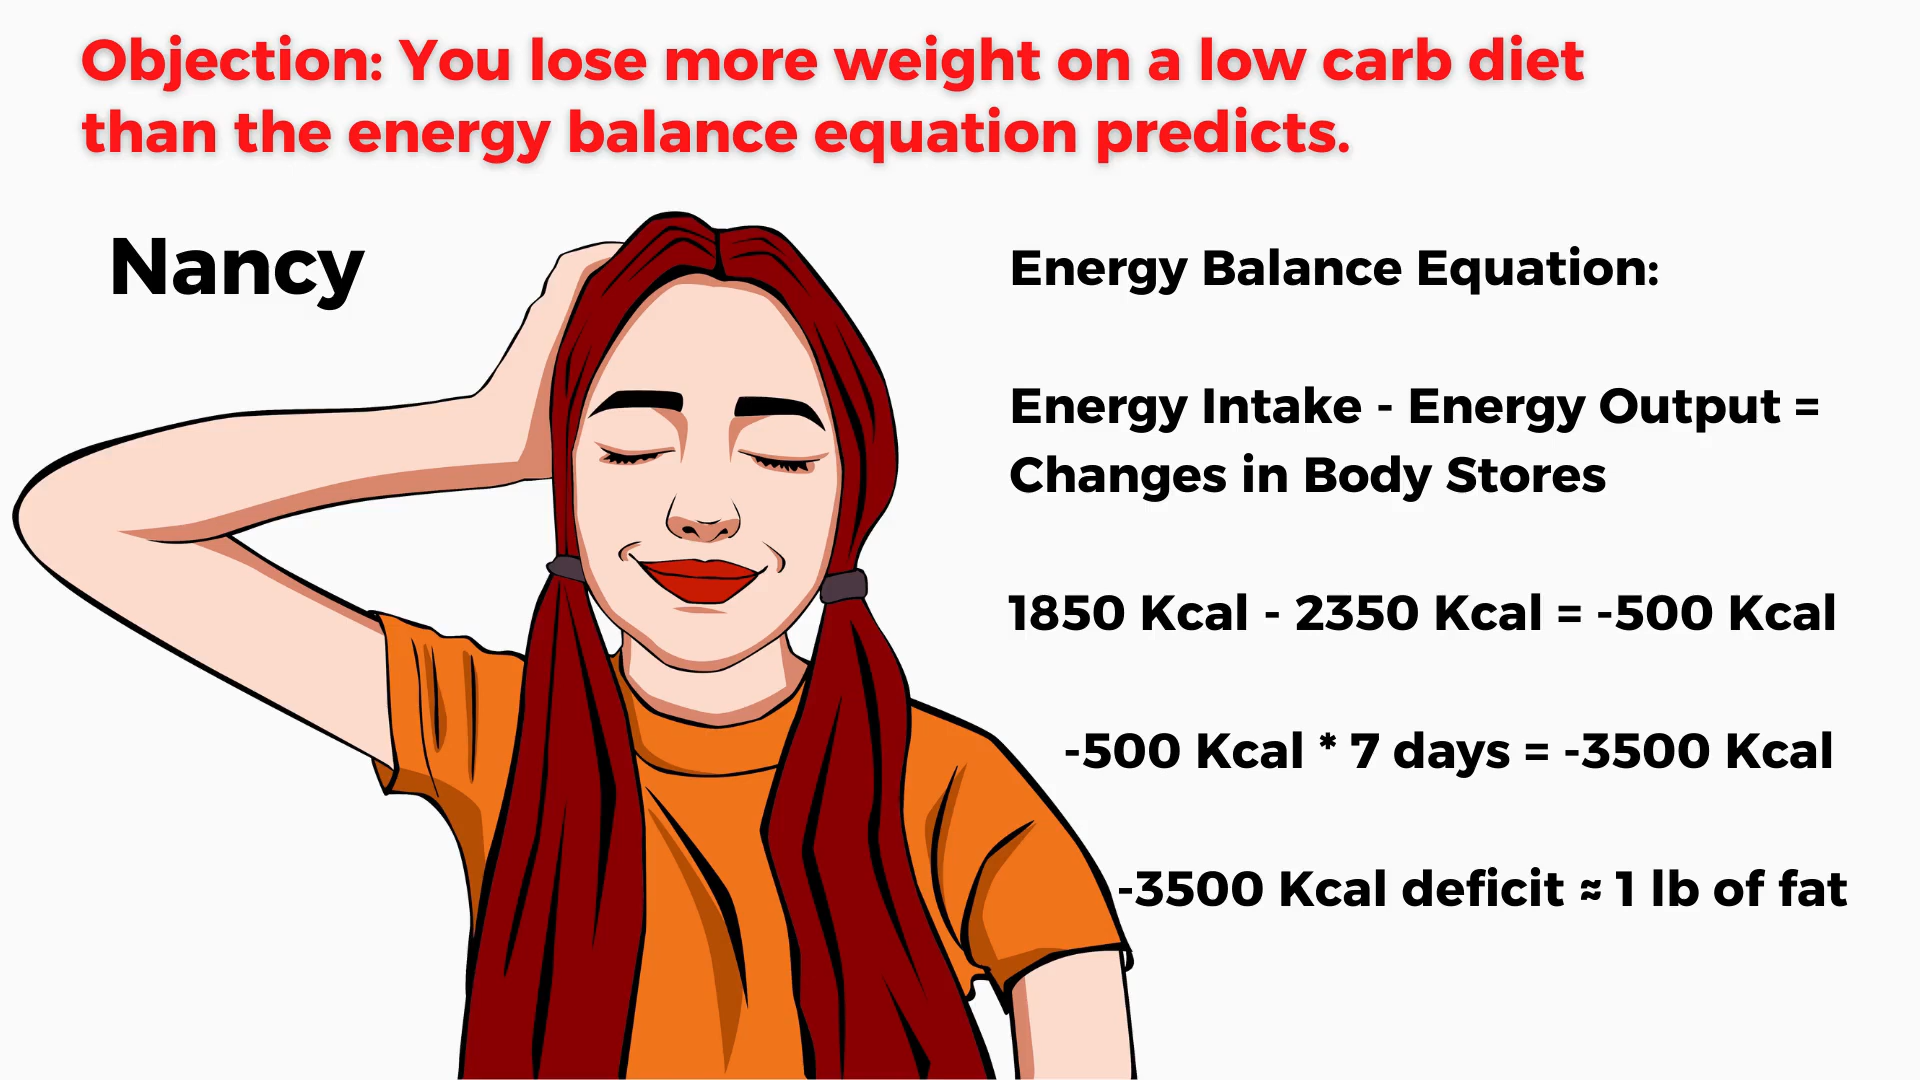 Objection: You lose more weight on a low carb diet
than the energy balance equation predicts.
Nancy
Energy Balance Equation:
Energy Intake - Energy Output =
Changes in Body Stores
1850 Kcal - 2350 Kcal = -500 Kcal
-500 Kcal * 7 days = -3500 Kcal
-3500 Kcal deficit ≈ 1 lb of fat